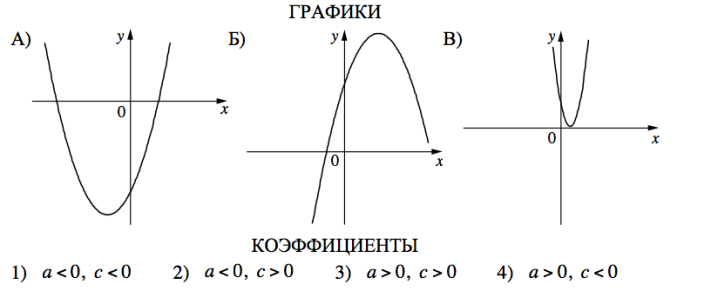 ГРАФИКИ
А) y 0 x Б) y 0 x В) y 0 x
КОЭФФИЦИЕНТЫ
1) a < 0, c < 0 2) a < 0, c > 0 3) a > 0, c > 0 4) a > 0, c < 0